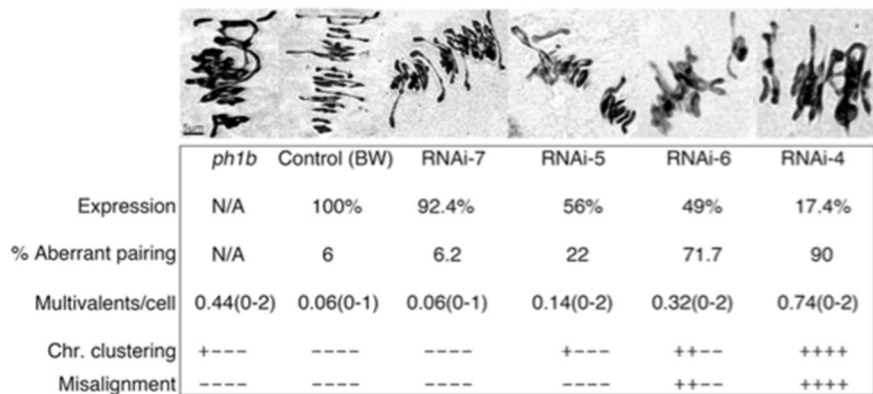 5μm
ph1b Control (BW) RNAi-7 RNAi-5 RNAi-6 RNAi-4
Expression N/A 100% 92.4% 56% 49% 17.4%
% Aberrant pairing N/A 6 6.2 22 71.7 90
Multivalents/cell 0.44(0-2) 0.06(0-1) 0.06(0-1) 0.14(0-2) 0.32(0-2) 0.74(0-2)
Chr. clustering +--- ---- ---- +--- ++-- ++++
Misalignment ---- ---- ---- ---- ++-- ++++